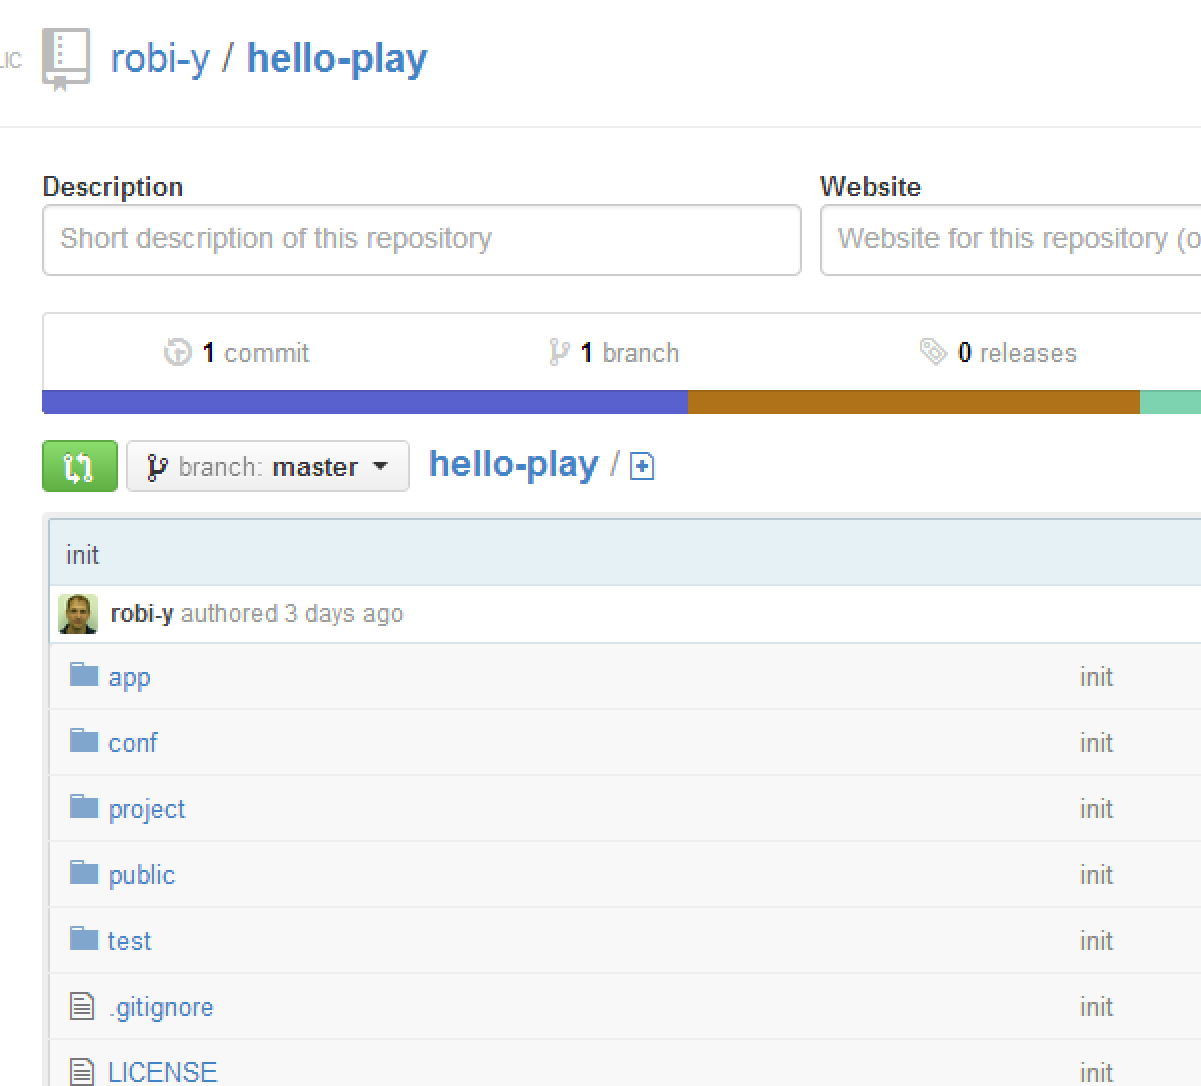 LIC robi-y / hello-play
Description Website
Short description of this repository Website for this repository (o
1 commit 1 branch 0 releases
branch: master hello-play /
init
robi-y authored 3 days ago
app init
conf init
project init
public init
test init
.gitignore init
LICENSE init